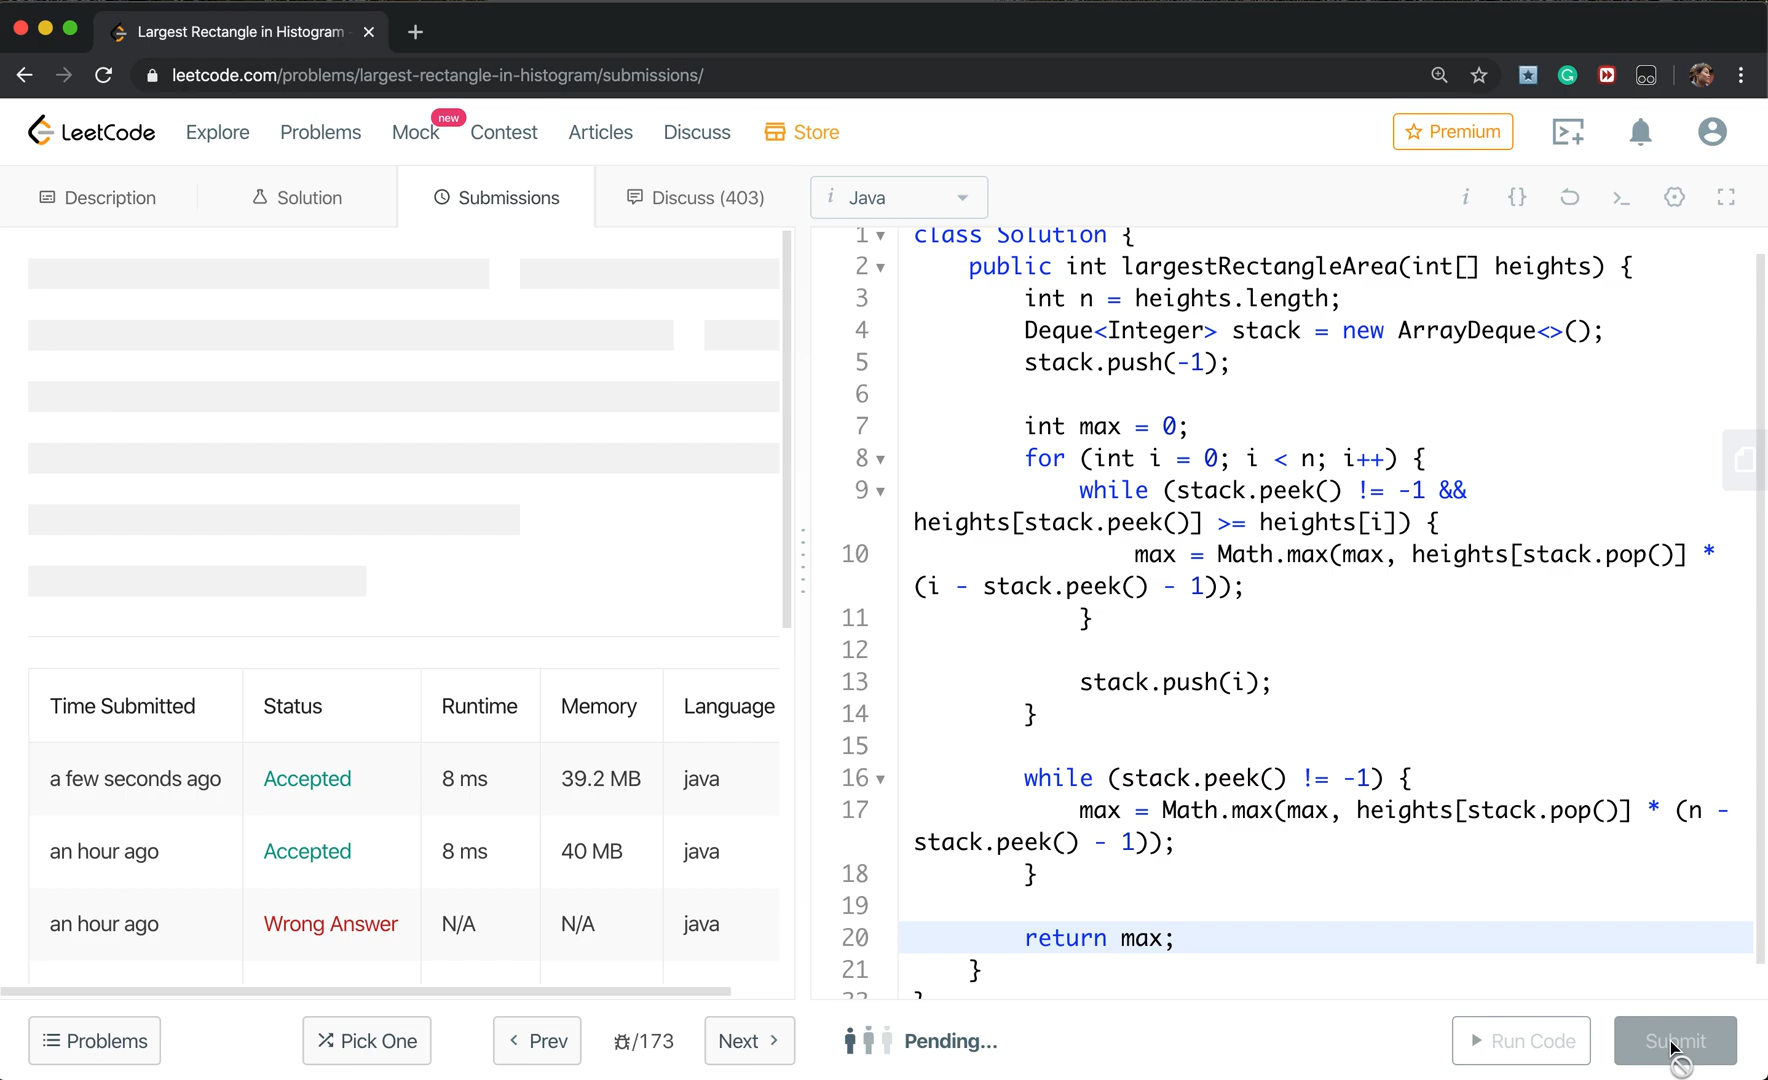 Largest Rectangle in Histogram
leetcode.com/problems/largest-rectangle-in-histogram/submissions/
LeetCode
Explore
Problems
Mock
new
Contest
Articles
Discuss
Store
Premium
Description
Solution
Submissions
Discuss (403)
i Java
1 class Solution {
2 public int largestRectangleArea(int[] heights) {
3 int n = heights.length;
4 Deque<Integer> stack = new ArrayDeque<>();
5 stack.push(-1);
6
7 int max = 0;
8 for (int i = 0; i < n; i++) {
9 while (stack.peek() != -1 &&
heights[stack.peek()] >= heights[i]) {
10 max = Math.max(max, heights[stack.pop()] *
(i - stack.peek() - 1));
11 }
12
13 stack.push(i);
14 }
15
16 while (stack.peek() != -1) {
17 max = Math.max(max, heights[stack.pop()] * (n -
stack.peek() - 1));
18 }
19
20 return max;
21 }
22 }
Time Submitted Status Runtime Memory Language
a few seconds ago Accepted 8 ms 39.2 MB java
an hour ago Accepted 8 ms 40 MB java
an hour ago Wrong Answer N/A N/A java
Problems
Pick One
Prev
/173
Next
Pending...
Run Code
Submit